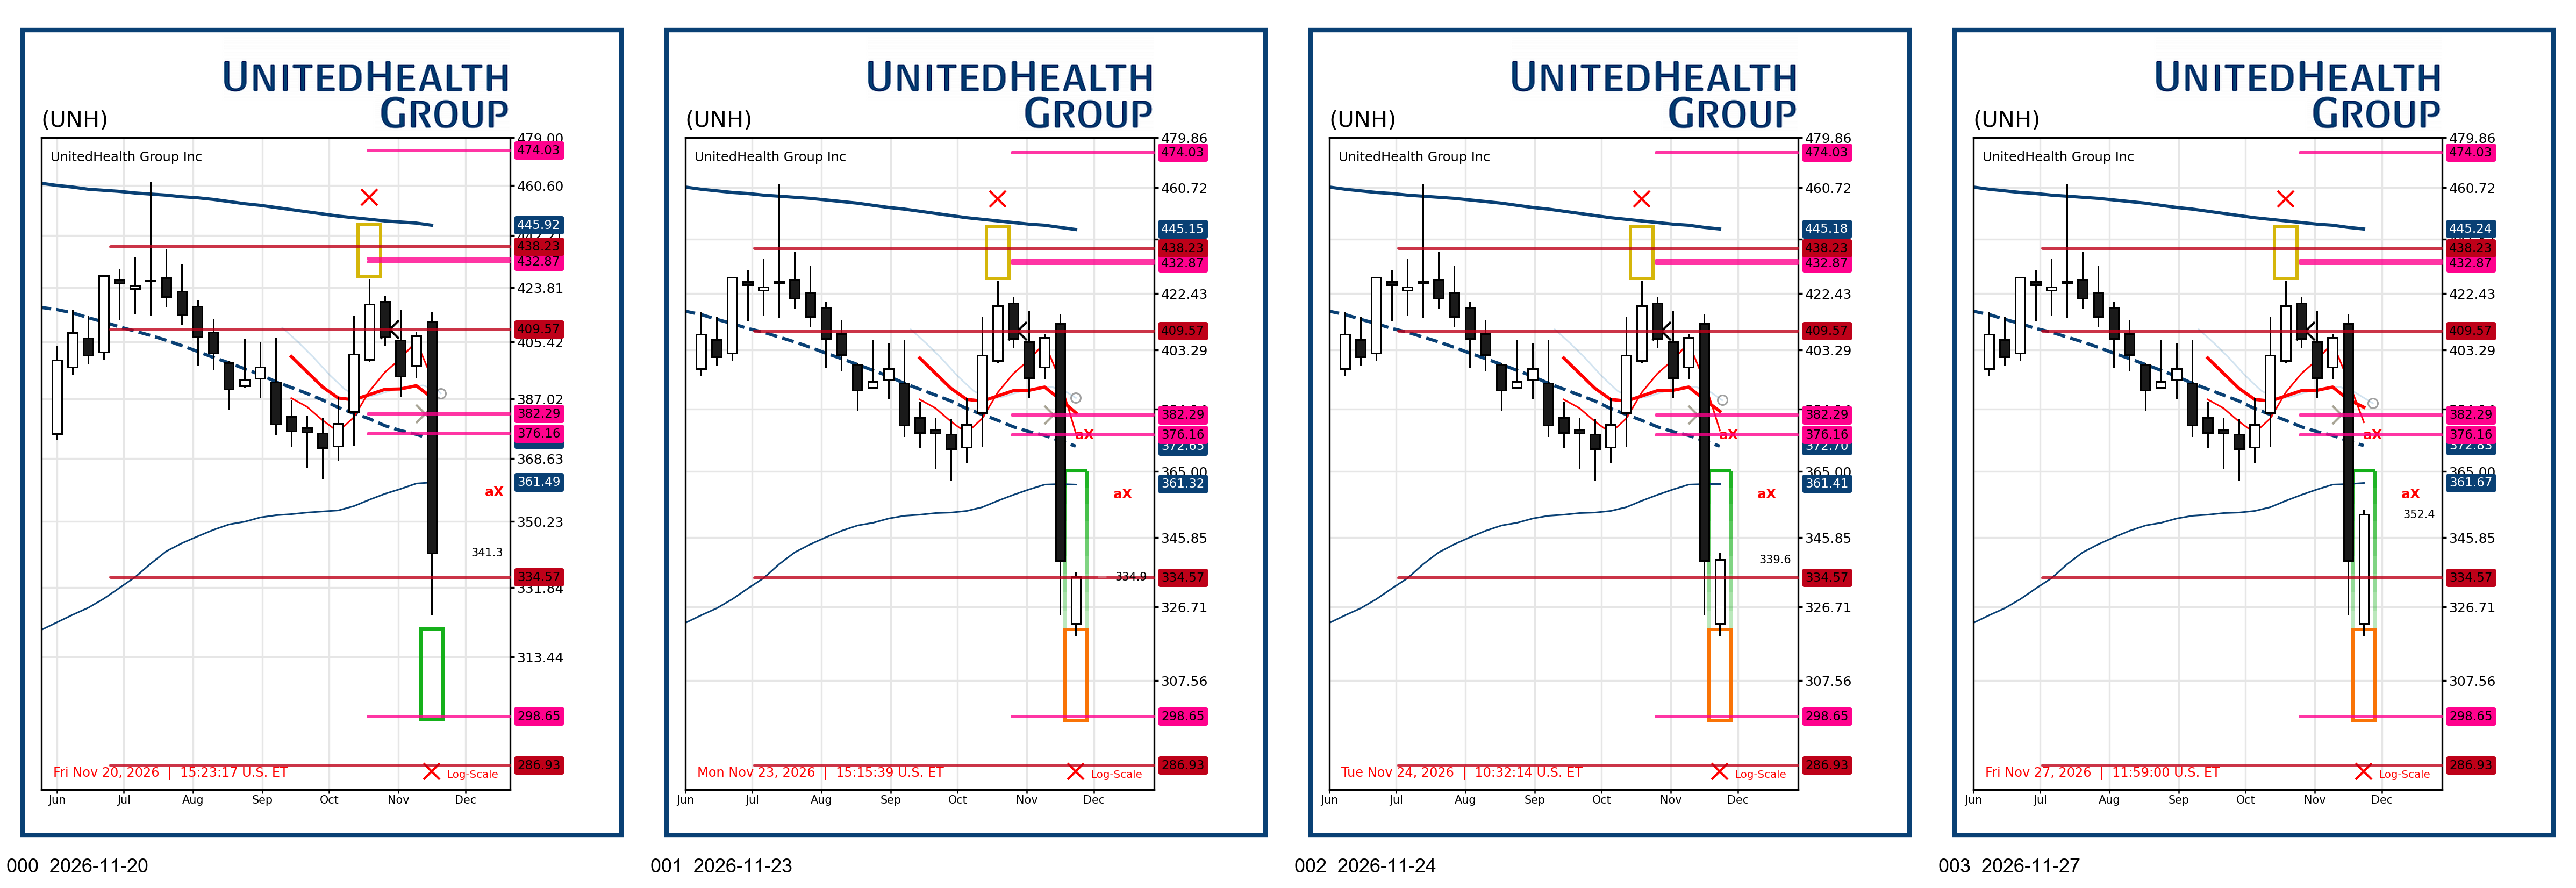 UNITEDHEALTH
GROUP
(UNH)
UnitedHealth Group Inc
479.00
474.03
460.60
445.92
438.23
432.87
423.81
409.57
405.42
387.02
382.29
376.16
368.63
361.49
350.23
aX
341.3
334.57
331.84
313.44
298.65
286.93
Fri Nov 20, 2026 | 15:23:17 U.S. ET
Log-Scale
Jun Jul Aug Sep Oct Nov Dec
000 2026-11-20
UNITEDHEALTH
GROUP
(UNH)
UnitedHealth Group Inc
479.86
474.03
460.72
445.15
438.23
432.87
422.43
409.57
403.29
382.29
376.16
aX
372.65
365.00
361.32
aX
345.85
334.9
334.57
326.71
307.56
298.65
286.93
Mon Nov 23, 2026 | 15:15:39 U.S. ET
Log-Scale
Jun Jul Aug Sep Oct Nov Dec
001 2026-11-23
UNITEDHEALTH
GROUP
(UNH)
UnitedHealth Group Inc
479.86
474.03
460.72
445.18
438.23
432.87
422.43
409.57
403.29
382.29
376.16
aX
372.70
365.00
361.41
aX
345.85
339.6
334.57
326.71
307.56
298.65
286.93
Tue Nov 24, 2026 | 10:32:14 U.S. ET
Log-Scale
Jun Jul Aug Sep Oct Nov Dec
002 2026-11-24
UNITEDHEALTH
GROUP
(UNH)
UnitedHealth Group Inc
479.86
474.03
460.72
445.24
438.23
432.87
422.43
409.57
403.29
382.29
376.16
aX
372.83
365.00
361.67
aX
352.4
345.85
334.57
326.71
307.56
298.65
286.93
Fri Nov 27, 2026 | 11:59:00 U.S. ET
Log-Scale
Jun Jul Aug Sep Oct Nov Dec
003 2026-11-27